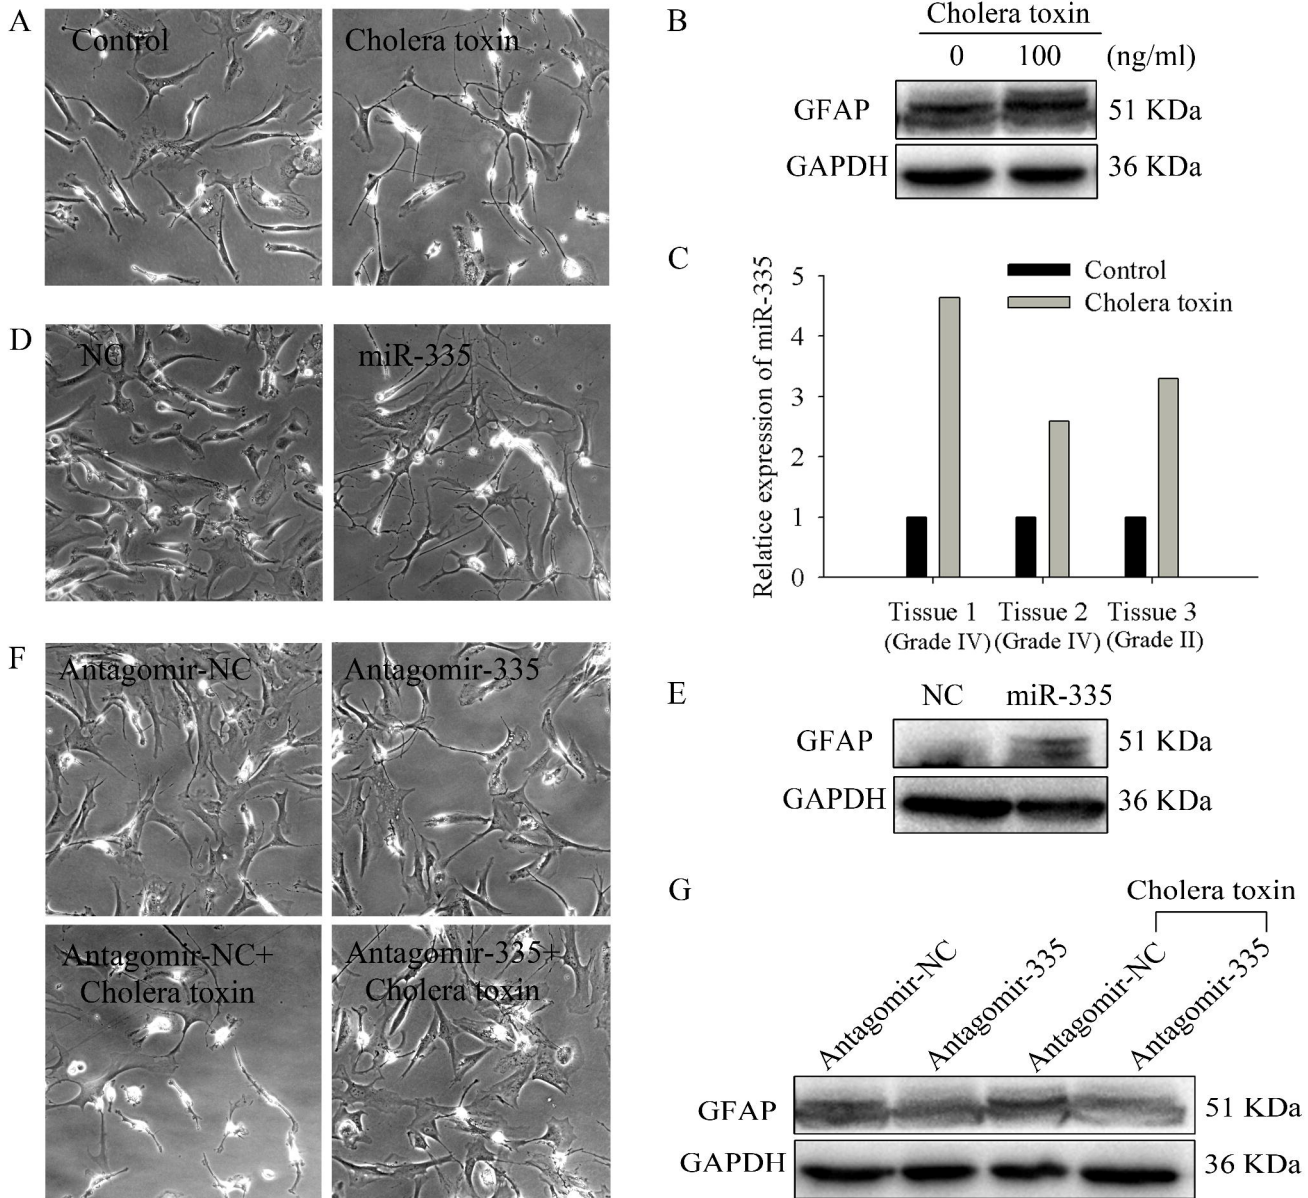 A
Control
Cholera toxin
B
Cholera toxin
0 100 (ng/ml)
GFAP 51 KDa
GAPDH 36 KDa
C
Relatice expression of miR-335
5
4
3
2
1
0
Control
Cholera toxin
Tissue 1 Tissue 2 Tissue 3
(Grade IV) (Grade IV) (Grade II)
D
NC
miR-335
E
NC miR-335
GFAP 51 KDa
GAPDH 36 KDa
F
Antagomir-NC
Antagomir-335
Antagomir-NC+
Cholera toxin
Antagomir-335+
Cholera toxin
G
Cholera toxin
Antagomir-NC
Antagomir-335
Antagomir-NC
Antagomir-335
GFAP 51 KDa
GAPDH 36 KDa